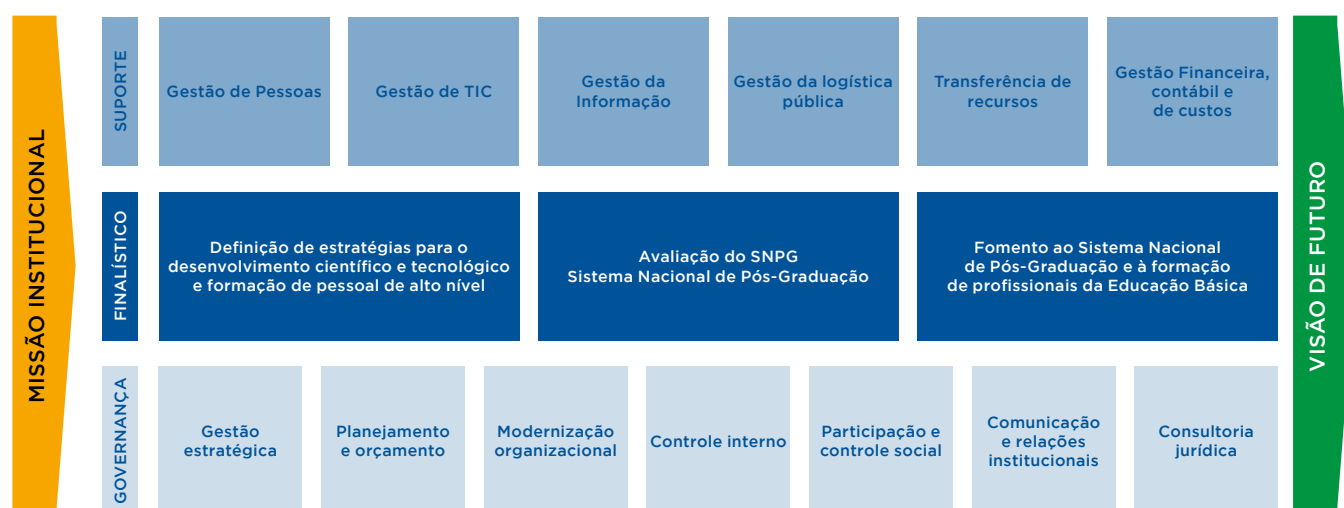 MISSÃO INSTITUCIONAL
SUPORTE
Gestão de Pessoas
Gestão de TIC
Gestão da
Informação
Gestão da logística
pública
Transferência de
recursos
Gestão Financeira,
contábil e
de custos
FINALÍSTICO
Definição de estratégias para o
desenvolvimento científico e tecnológico
e formação de pessoal de alto nível
Avaliação do SNPG
Sistema Nacional de Pós-Graduação
Fomento ao Sistema Nacional
de Pós-Graduação e à formação
de profissionais da Educação Básica
GOVERNANÇA
Gestão
estratégica
Planejamento
e orçamento
Modernização
organizacional
Controle interno
Participação e
controle social
Comunicação
e relações
institucionais
Consultoria
jurídica
VISÃO DE FUTURO